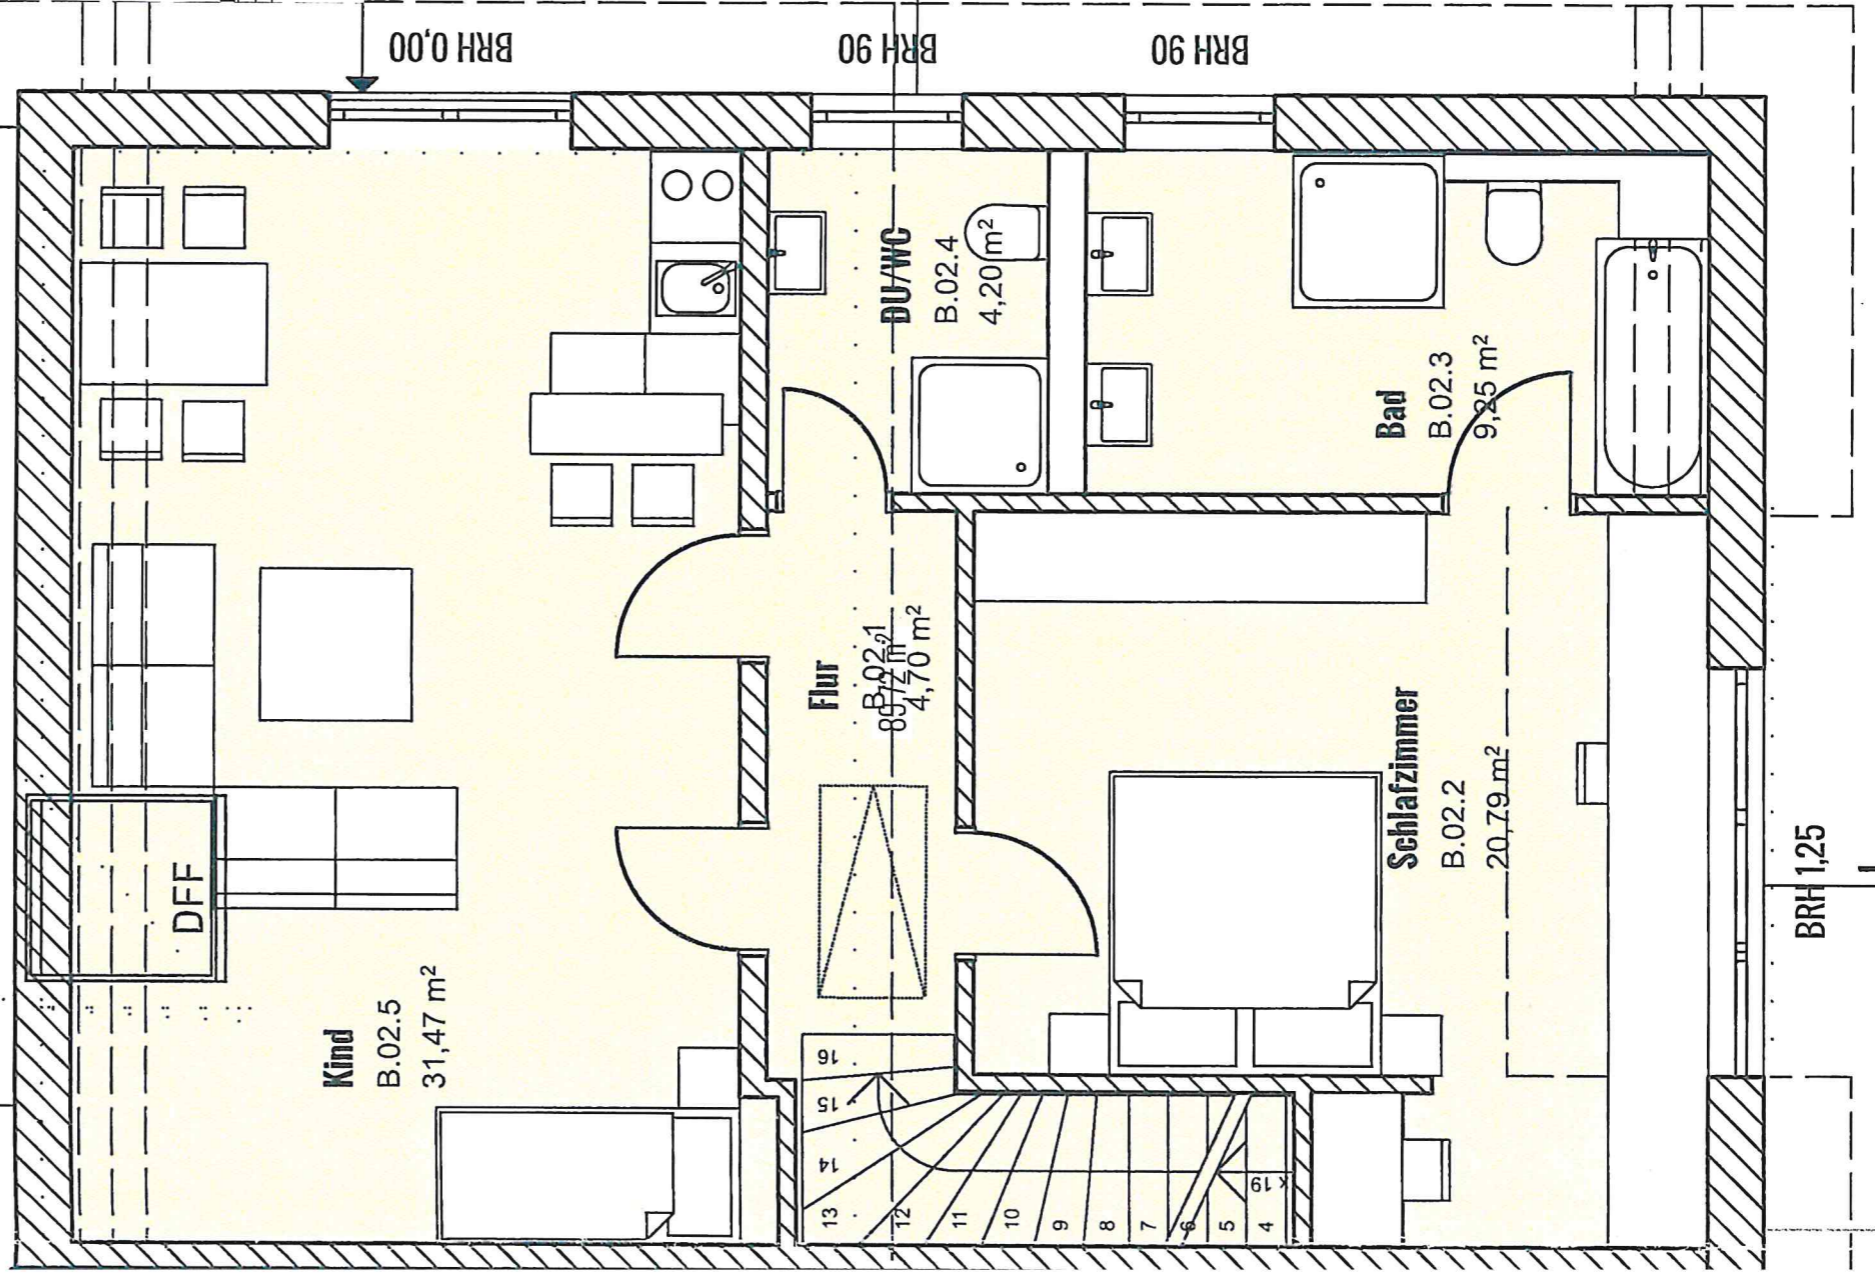 BRH 0,00
BRH 90
BRH 90
DU/WC
B.02.4
4,20 m²
Bad
B.02.3
9,25 m²
Flur
B.02.1
4,70 m²
Schlafzimmer
B.02.2
20,79 m²
DFF
Kind
B.02.5
31,47 m²
BRH 1,25
16
15
14
13
12
11
10
9
8
7
6
5
4
x 19